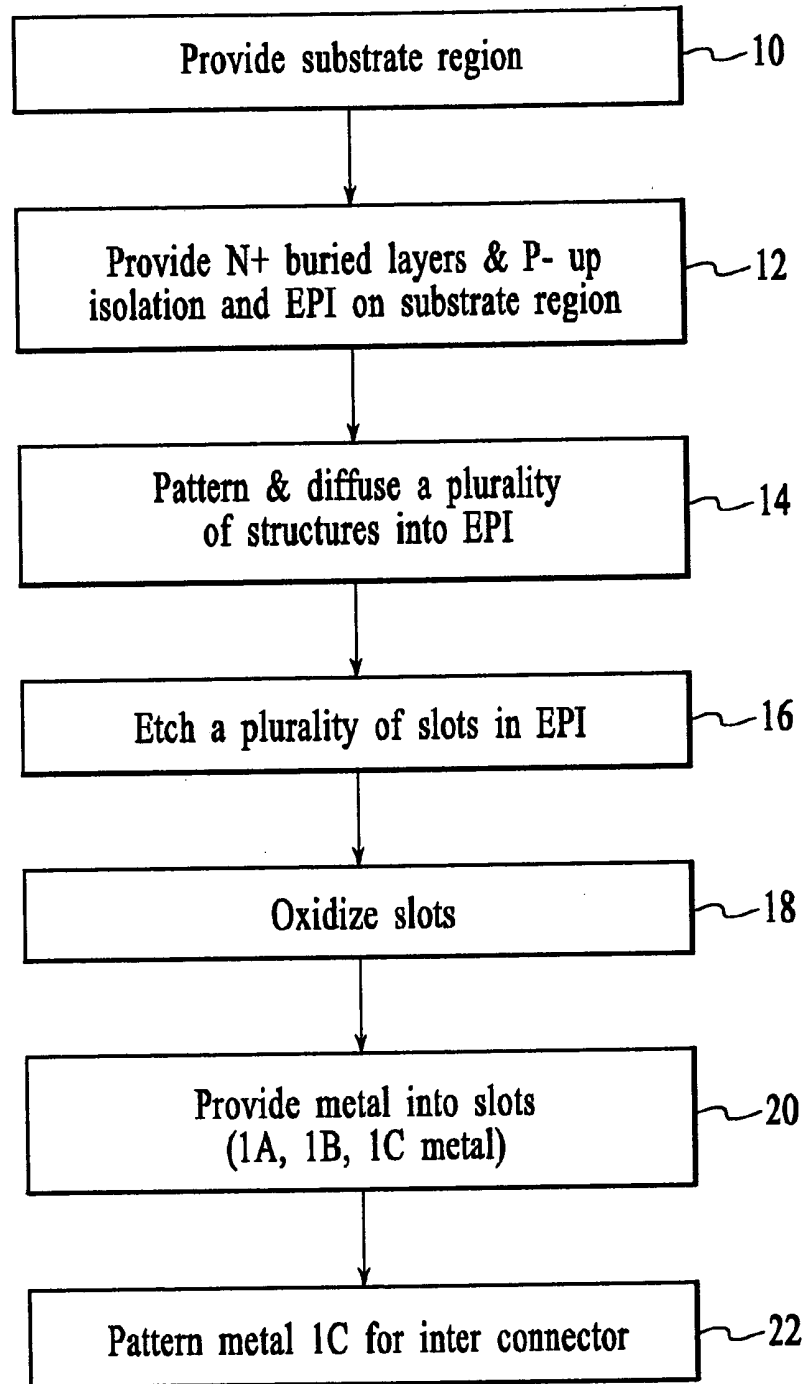 Provide substrate region
10
Provide N+ buried layers & P- up
isolation and EPI on substrate region
12
Pattern & diffuse a plurality
of structures into EPI
14
Etch a plurality of slots in EPI
16
Oxidize slots
18
Provide metal into slots
(1A, 1B, 1C metal)
20
Pattern metal 1C for inter connector
22